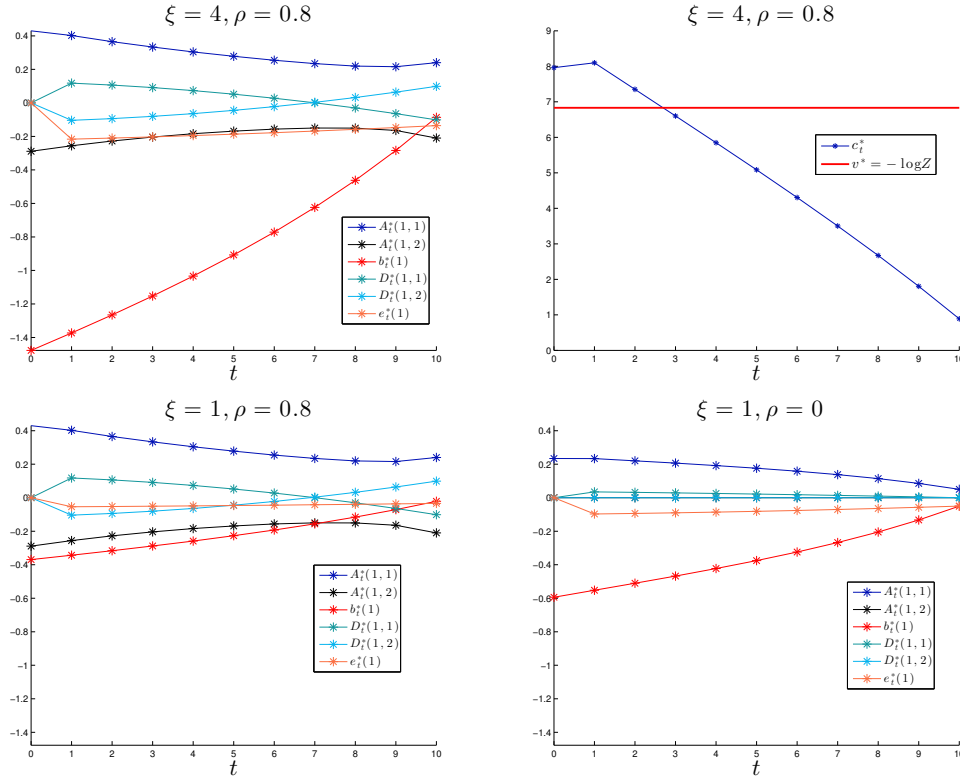 ξ = 4, ρ = 0.8
0.4
0.2
0
−0.2
−0.4
−0.6
−0.8
−1
−1.2
−1.4
A*t(1, 1)
A*t(1, 2)
b*t(1)
D*t(1, 1)
D*t(1, 2)
e*t(1)
0 1 2 3 4 5 6 7 8 9 10
t
ξ = 4, ρ = 0.8
9
8
7
6
5
4
3
2
1
0
c*t
v* = − logZ
0 1 2 3 4 5 6 7 8 9 10
t
ξ = 1, ρ = 0.8
0.4
0.2
0
−0.2
−0.4
−0.6
−0.8
−1
−1.2
−1.4
A*t(1, 1)
A*t(1, 2)
b*t(1)
D*t(1, 1)
D*t(1, 2)
e*t(1)
0 1 2 3 4 5 6 7 8 9 10
t
ξ = 1, ρ = 0
0.4
0.2
0
−0.2
−0.4
−0.6
−0.8
−1
−1.2
−1.4
A*t(1, 1)
A*t(1, 2)
b*t(1)
D*t(1, 1)
D*t(1, 2)
e*t(1)
0 1 2 3 4 5 6 7 8 9 10
t